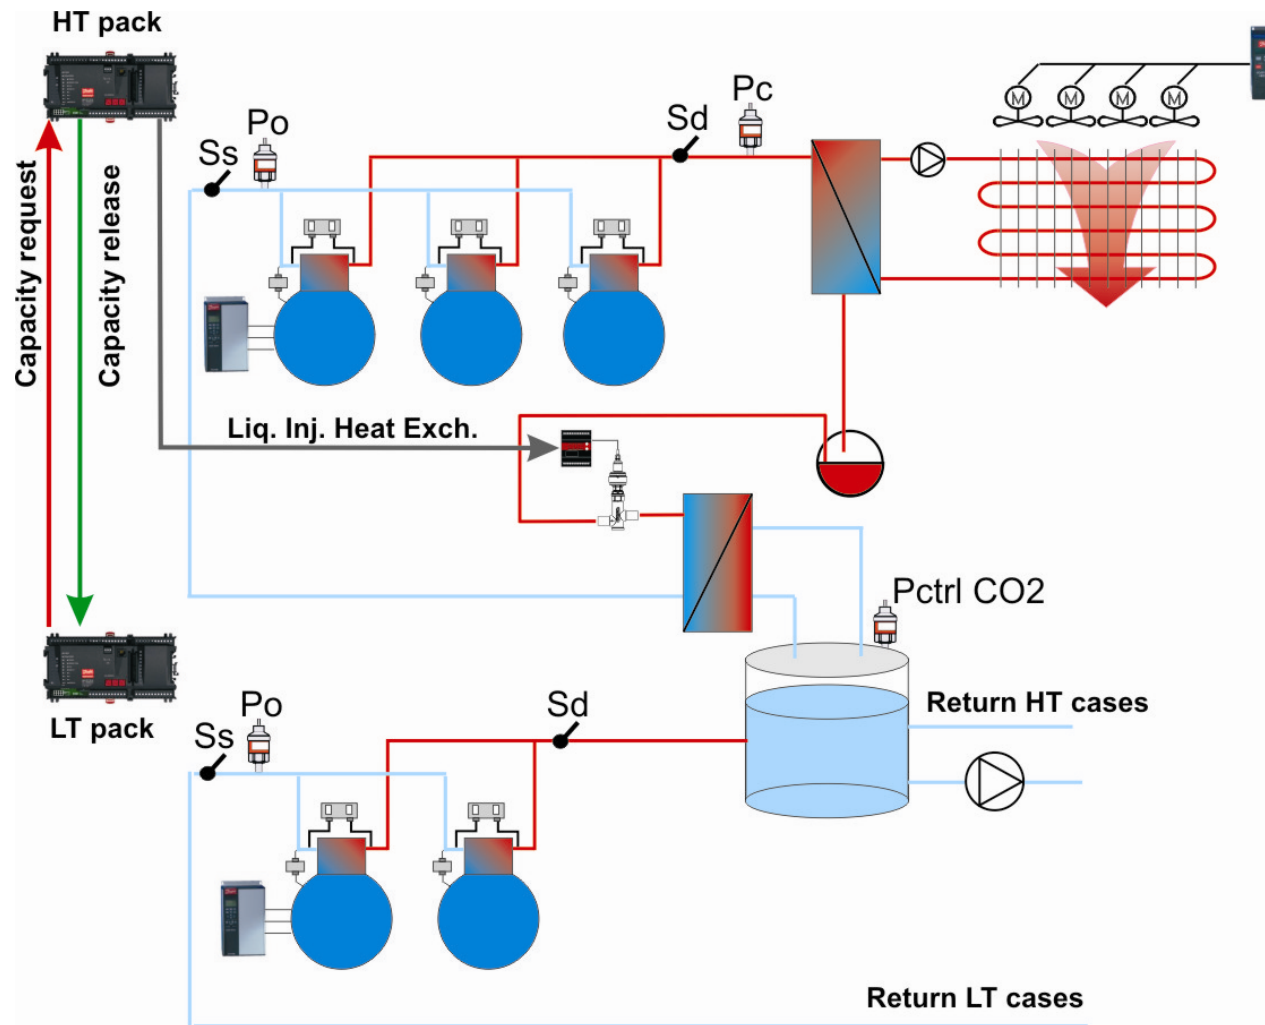 HT pack
Pc
Po
Sd
Ss
M M M M
Capacity request
Capacity release
Liq. Inj. Heat Exch.
Pctrl CO2
Return HT cases
LT pack
Po
Sd
Ss
Return LT cases